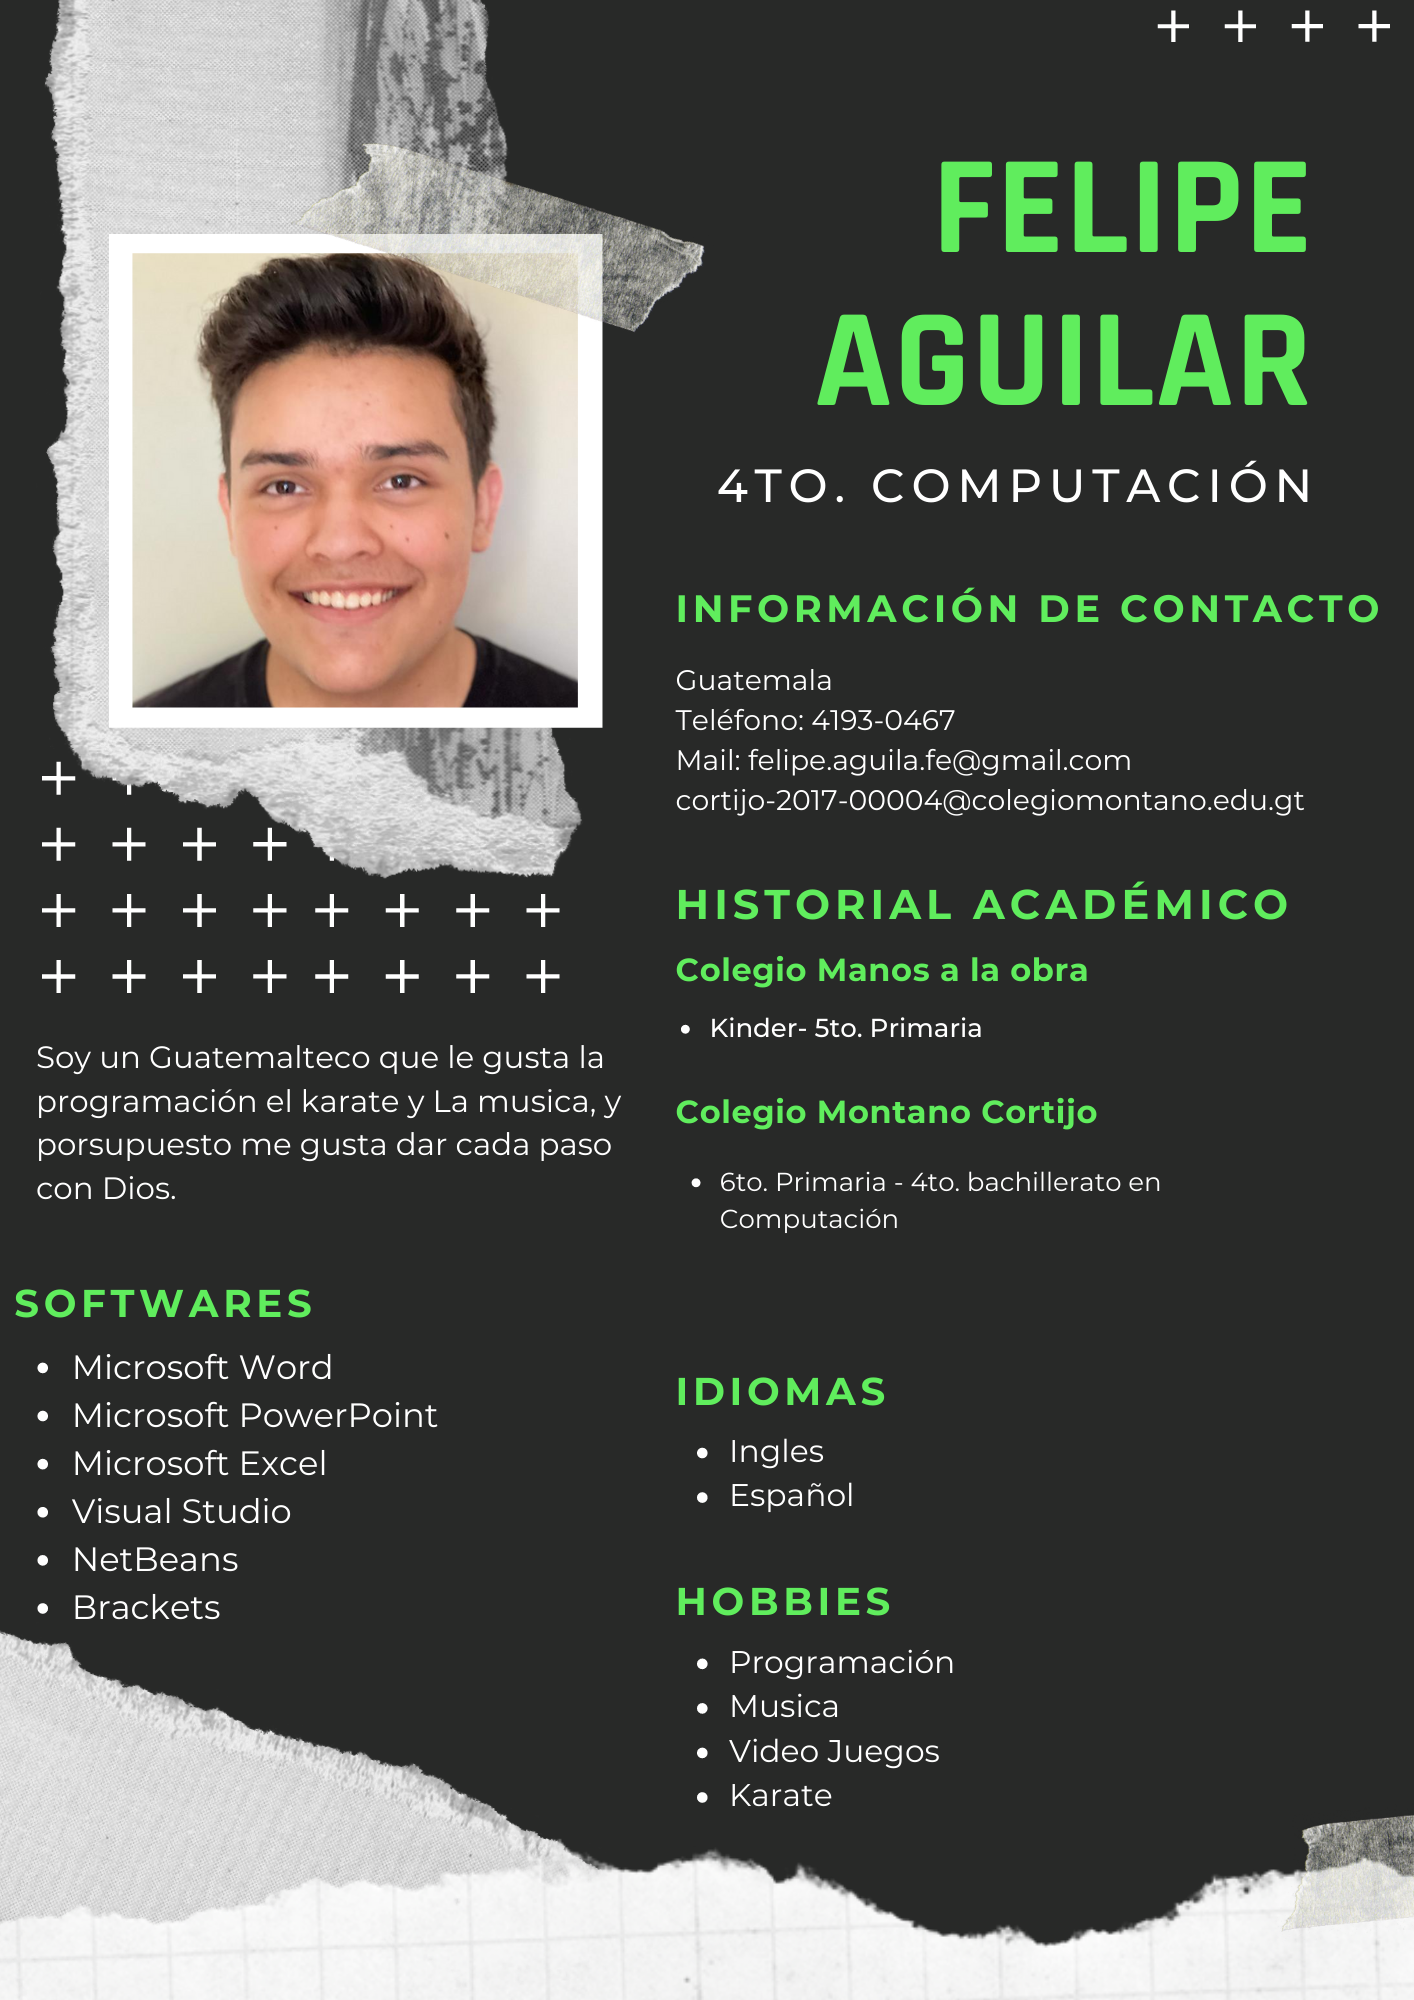 FELIPE
AGUILAR
4TO. COMPUTACIÓN
INFORMACIÓN DE CONTACTO
Guatemala
Teléfono: 4193-0467
Mail: felipe.aguila.fe@gmail.com
cortijo-2017-00004@colegiomontano.edu.gt
HISTORIAL ACADÉMICO
Colegio Manos a la obra
• Kinder- 5to. Primaria
Colegio Montano Cortijo
• 6to. Primaria - 4to. bachillerato en
Computación
Soy un Guatemalteco que le gusta la
programación el karate y La musica, y
porsupuesto me gusta dar cada paso
con Dios.
SOFTWARES
• Microsoft Word
• Microsoft PowerPoint
• Microsoft Excel
• Visual Studio
• NetBeans
• Brackets
IDIOMAS
• Ingles
• Español
HOBBIES
• Programación
• Musica
• Video Juegos
• Karate